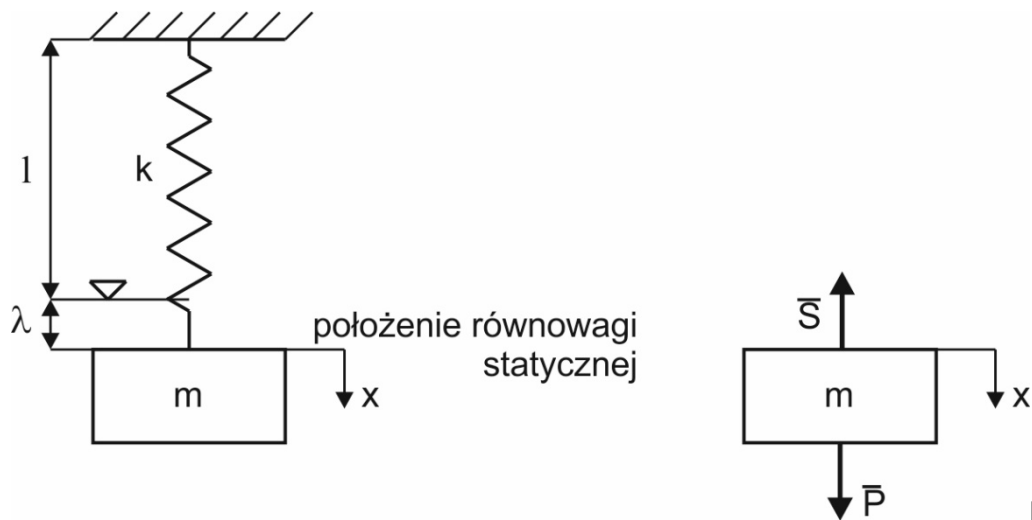 l
k
λ
położenie równowagi
statycznej
m
x
S̅
m
x
P̅